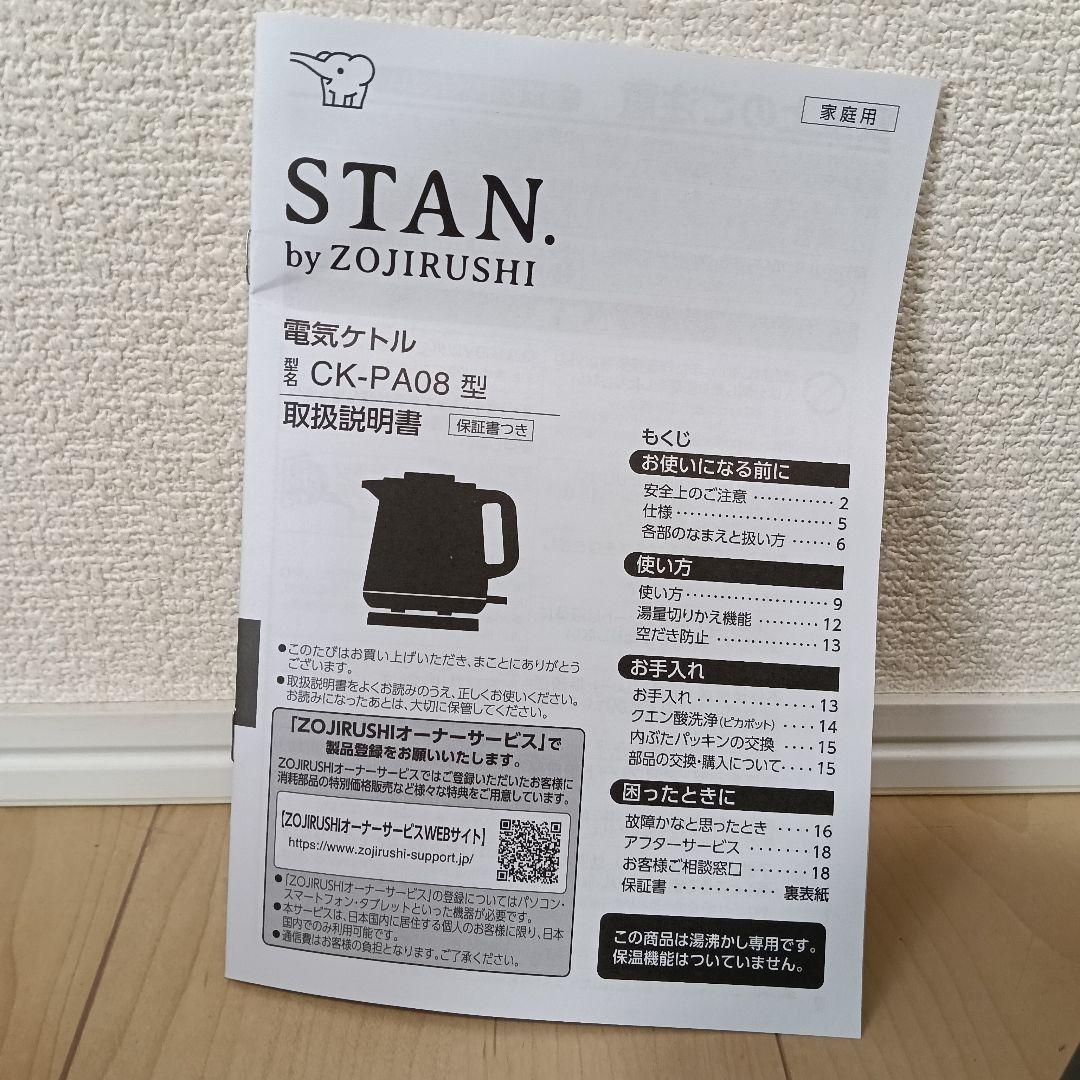 家庭用
STAN.
by ZOJIRUSHI
電気ケトル
型名 CK-PA08 型
取扱説明書 保証書つき
●このたびはお買い上げいただき、まことにありがとう
ございます。
●取扱説明書をよくお読みのうえ、正しくお使いください。
お読みになったあとは、大切に保管してください。
「ZOJIRUSHIオーナーサービス」で
製品登録をお願いいたします。
ZOJIRUSHIオーナーサービスではご登録いただいたお客様に
消耗部品の特別価格販売など様々な特典をご用意しています。
【ZOJIRUSHIオーナーサービスWEBサイト】
https://www.zojirushi-support.jp/
●「ZOJIRUSHIオーナーサービス」の登録についてはパソコン・
スマートフォン・タブレットといった機器が必要です。
●本サービスは、日本国内に居住する個人のお客様に限り、日本
国内でのみ利用可能です。
●通信費はお客様の負担となります。ご了承ください。
もくじ
お使いになる前に
安全上のご注意 ············ 2
仕様 ······················· 5
各部のなまえと扱い方 ······ 6
使い方
使い方 ····················· 9
湯量切りかえ機能 ········· 12
空だき防止 ··············· 13
お手入れ
お手入れ ················· 13
クエン酸洗浄(ピカポット) ···· 14
内ぶたパッキンの交換 ···· 15
部品の交換・購入について ···· 15
困ったときに
故障かなと思ったとき ···· 16
アフターサービス ······· 18
お客様ご相談窓口 ······· 18
保証書 ············ 裏表紙
この商品は湯沸かし専用です。
保温機能はついていません。